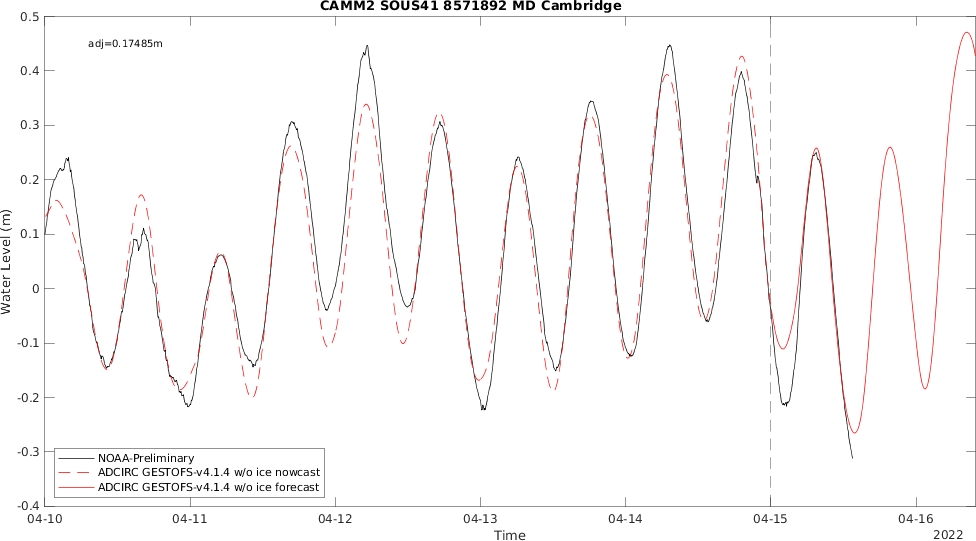 CAMM2 SOUS41 8571892 MD Cambridge
adj=0.17485m
0.5
0.4
0.3
0.2
0.1
0
-0.1
-0.2
-0.3
-0.4
Water Level (m)
NOAA-Preliminary
ADCIRC GESTOFS-v4.1.4 w/o ice nowcast
ADCIRC GESTOFS-v4.1.4 w/o ice forecast
04-10 04-11 04-12 04-13 04-14 04-15 04-16
Time
2022